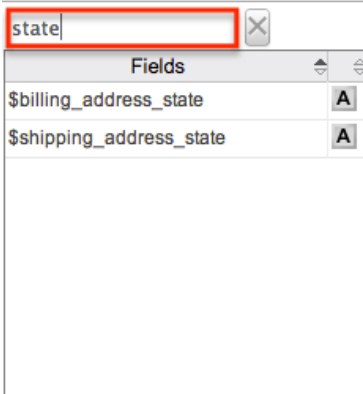 state
Fields
$billing_address_state A
$shipping_address_state A